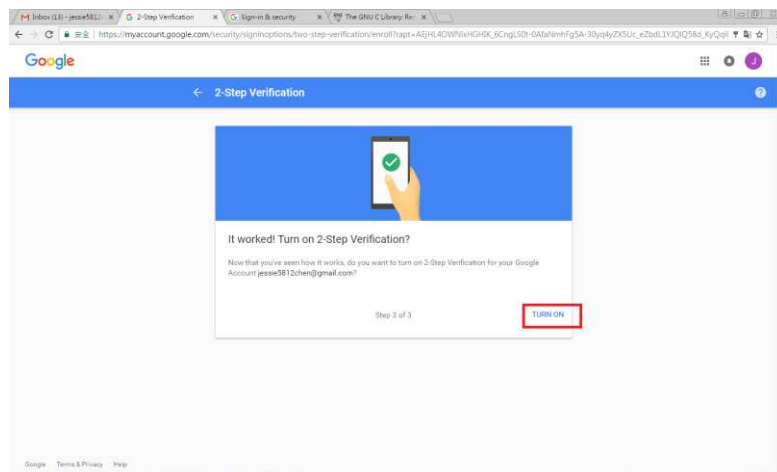 Inbox (13) - jessie5812
2-Step Verification
Sign-in & security
The GNU C Library: Re
https://myaccount.google.com/security/signinoptions/two-step-verification/enroll?rapt=
Google
J
2-Step Verification
It worked! Turn on 2-Step Verification?
Now that you've seen how it works, do you want to turn on 2-Step Verification for your Google
Account jessie5812chen@gmail.com?
Step 3 of 3
TURN ON
Google Terms & Privacy Help